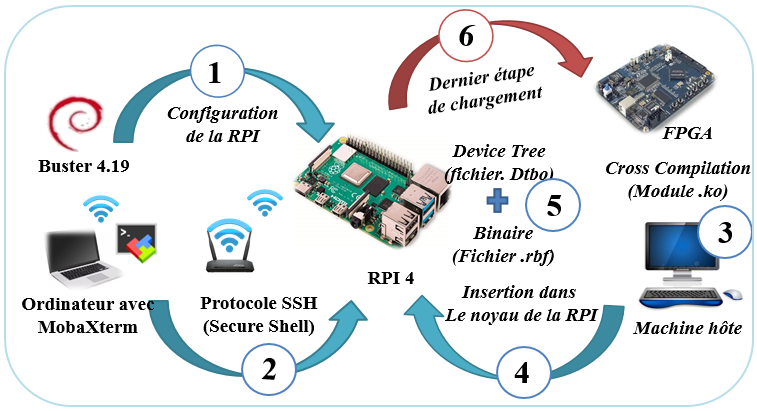 1
6
Configuration
de la RPI
Dernier étape
de chargement
Buster 4.19
FPGA
Device Tree
(fichier. Dtbo)
5
Binaire
(Fichier .rbf)
Cross Compilation
(Module .ko)
3
RPI 4
Ordinateur avec
MobaXterm
Protocole SSH
(Secure Shell)
Insertion dans
Le noyau de la RPI
Machine hôte
2
4